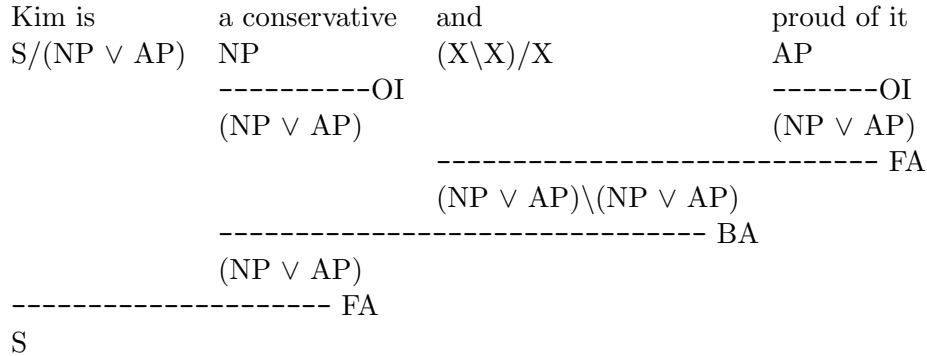 Kim is a conservative and proud of it
S/(NP ∨ AP) NP (X\X)/X AP
----------OI -------OI
(NP ∨ AP) (NP ∨ AP)
----------------------------- FA
(NP ∨ AP)\(NP ∨ AP)
-------------------------------- BA
(NP ∨ AP)
--------------------- FA
S